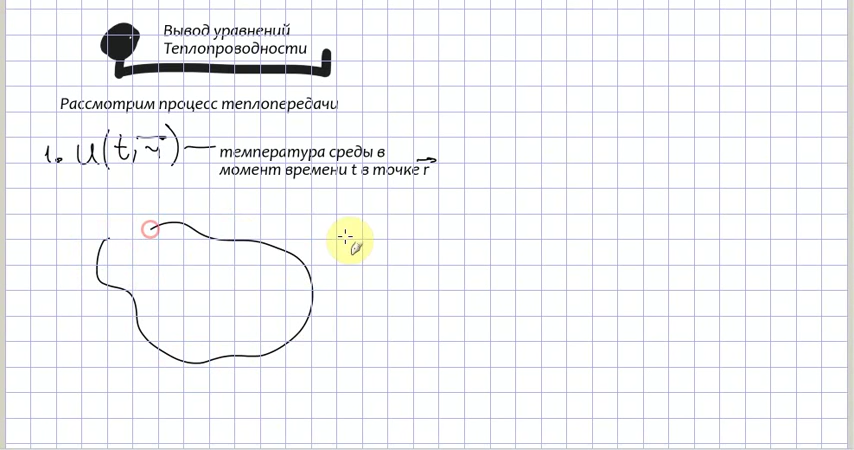 Вывод уравнений
Теплопроводности
Рассмотрим процесс теплопередачи
1. u(t, r) — температура среды в
момент времени t в точке r